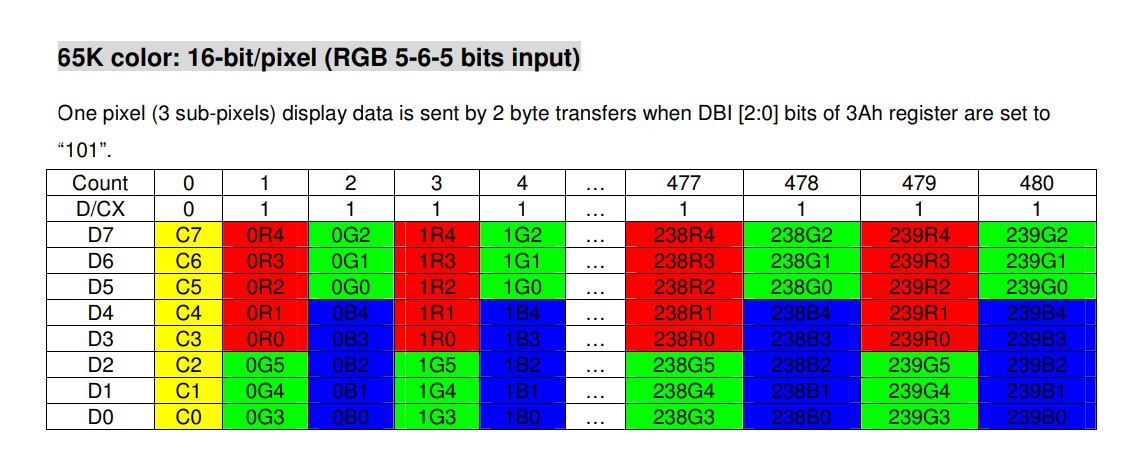 65K color: 16-bit/pixel (RGB 5-6-5 bits input)
One pixel (3 sub-pixels) display data is sent by 2 byte transfers when DBI [2:0] bits of 3Ah register are set to
“101”.
Count 0 1 2 3 4 … 477 478 479 480
D/CX 0 1 1 1 1 … 1 1 1 1
D7 C7 0R4 0G2 1R4 1G2 … 238R4 238G2 239R4 239G2
D6 C6 0R3 0G1 1R3 1G1 … 238R3 238G1 239R3 239G1
D5 C5 0R2 0G0 1R2 1G0 … 238R2 238G0 239R2 239G0
D4 C4 0R1 0B4 1R1 1B4 … 238R1 238B4 239R1 239B4
D3 C3 0R0 0B3 1R0 1B3 … 238R0 238B3 239R0 239B3
D2 C2 0G5 0B2 1G5 1B2 … 238G5 238B2 239G5 239B2
D1 C1 0G4 0B1 1G4 1B1 … 238G4 238B1 239G4 239B1
D0 C0 0G3 0B0 1G3 1B0 … 238G3 238B0 239G3 239B0